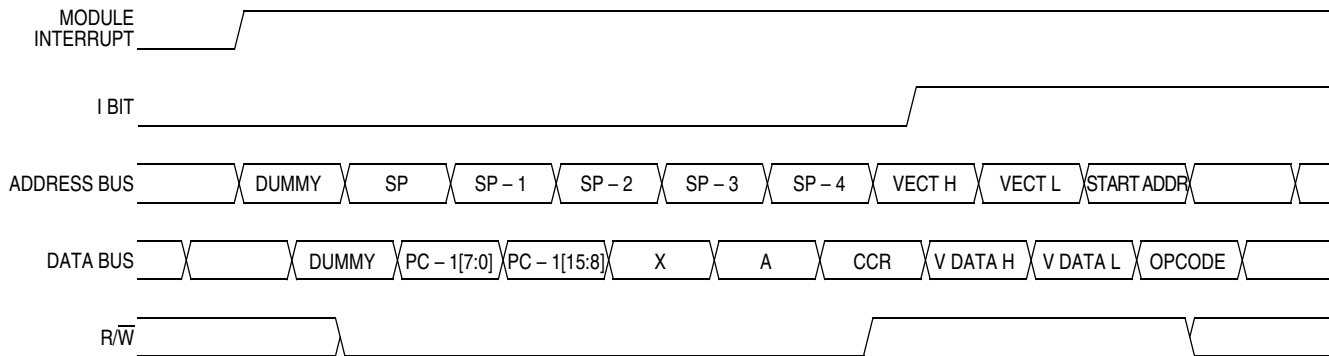 MODULE
INTERRUPT
I BIT
ADDRESS BUS DUMMY SP SP – 1 SP – 2 SP – 3 SP – 4 VECT H VECT L START ADDR
DATA BUS DUMMY PC – 1[7:0] PC – 1[15:8] X A CCR V DATA H V DATA L OPCODE
R/W̅